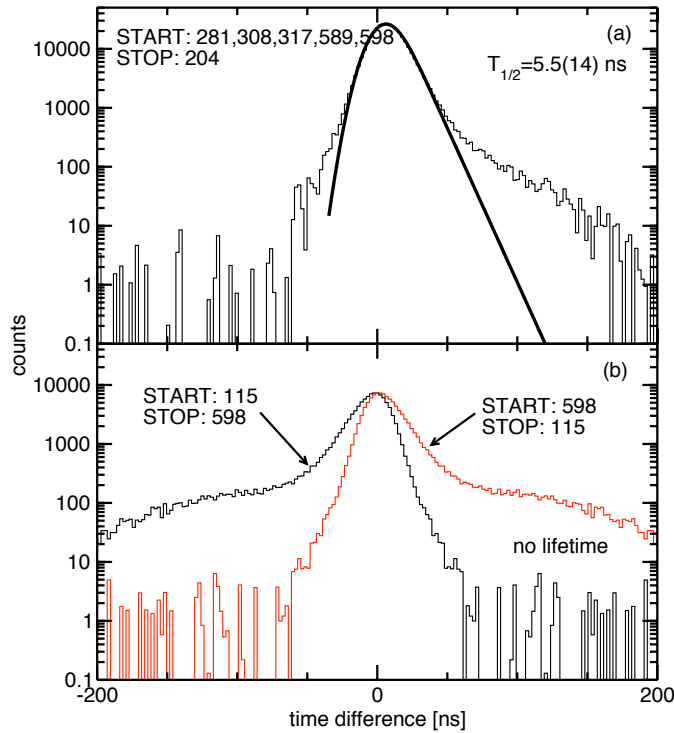 10000
1000
100
10
1
0.1
START: 281,308,317,589,598
STOP: 204
(a)
T1/2=5.5(14) ns
counts
10000
1000
100
10
1
0.1
(b)
START: 115
STOP: 598
START: 598
STOP: 115
no lifetime
-200
0
200
time difference [ns]